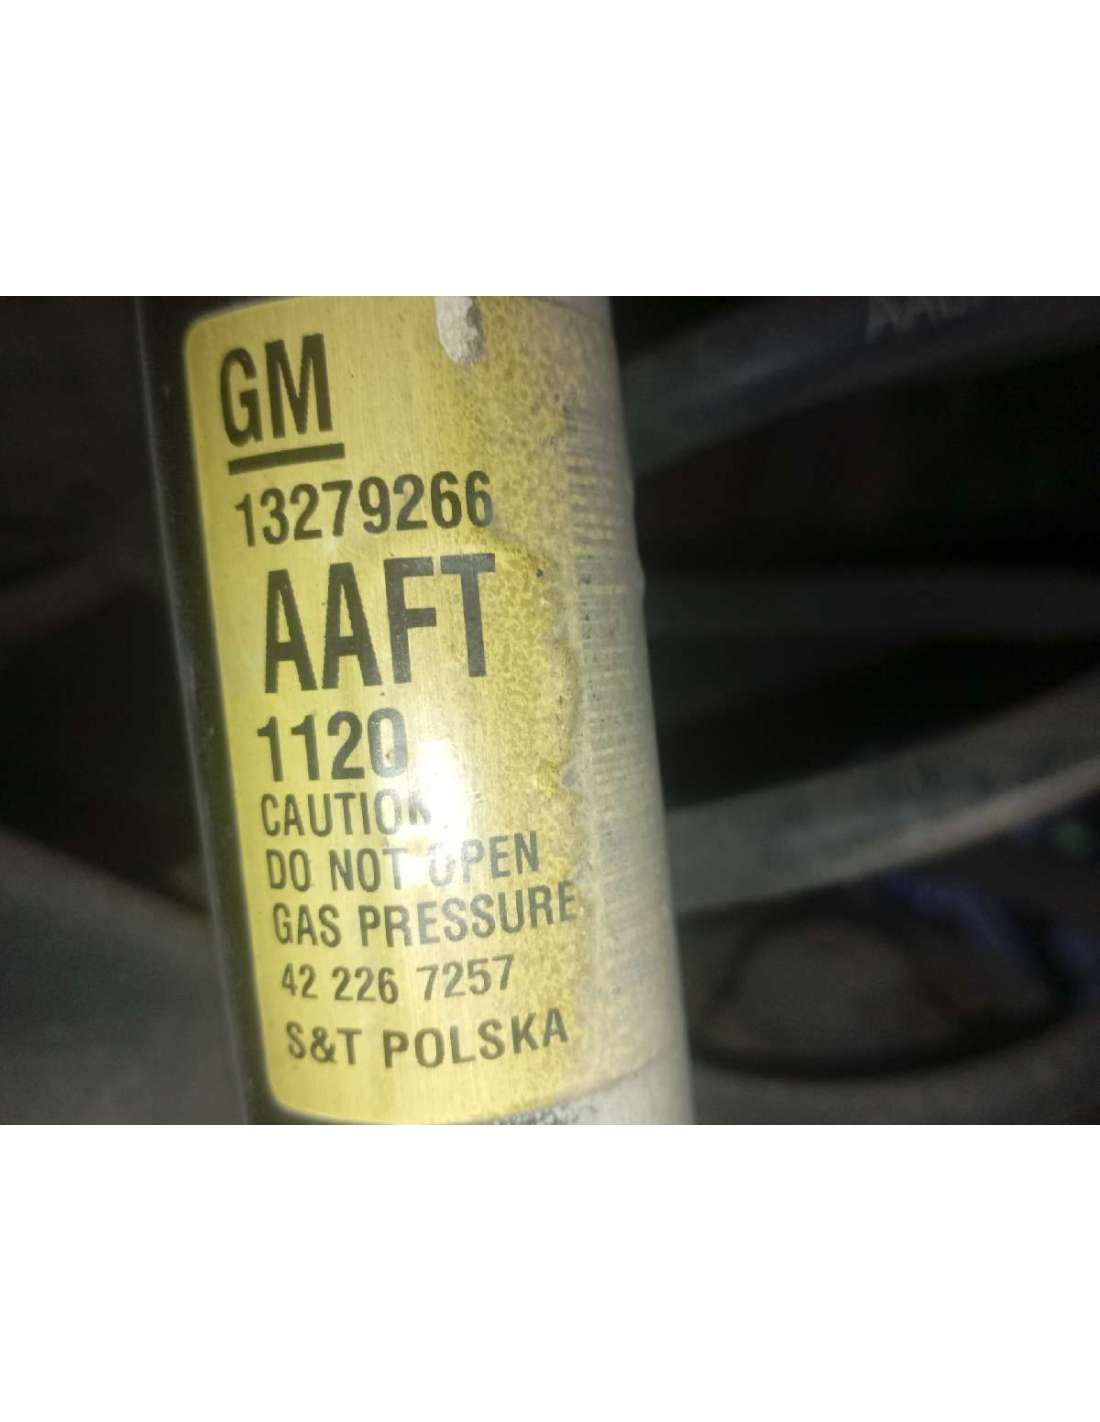 GM
13279266
AAFT
1120
CAUTION
DO NOT OPEN
GAS PRESSURE
42 226 7257
S&T POLSKA